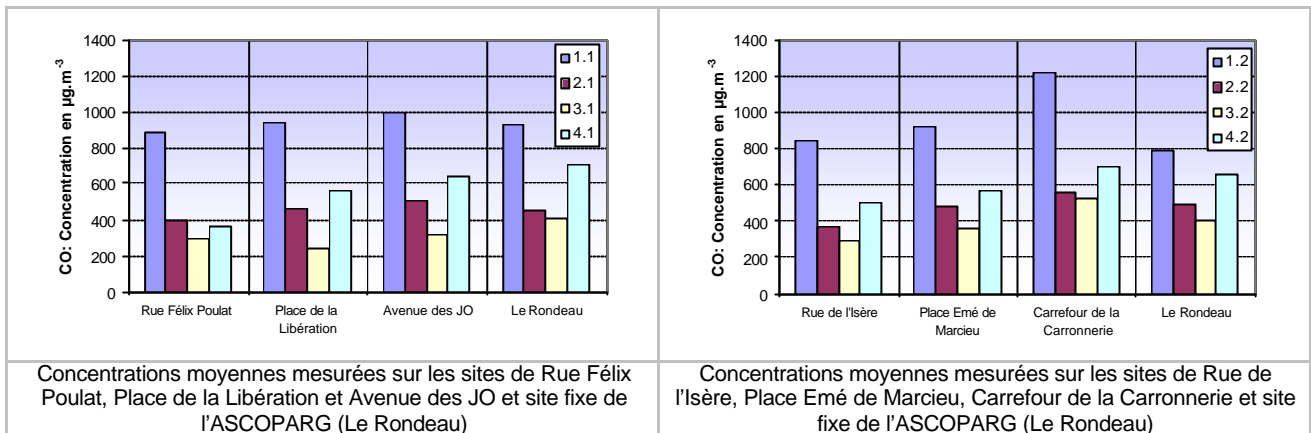 CO: Concentration en µg.m-3
1400
1200
1000
800
600
400
200
0
1.1
2.1
3.1
4.1
Rue Félix Poulat
Place de la
Libération
Avenue des JO
Le Rondeau
Concentrations moyennes mesurées sur les sites de Rue Félix
Poulat, Place de la Libération et Avenue des JO et site fixe de
l'ASCOPARG (Le Rondeau)
CO: Concentration en µg.m-3
1400
1200
1000
800
600
400
200
0
1.2
2.2
3.2
4.2
Rue de l'Isère
Place Emé de
Marcieu
Carrefour de la
Carronnerie
Le Rondeau
Concentrations moyennes mesurées sur les sites de Rue de
l'Isère, Place Emé de Marcieu, Carrefour de la Carronnerie et site
fixe de l'ASCOPARG (Le Rondeau)